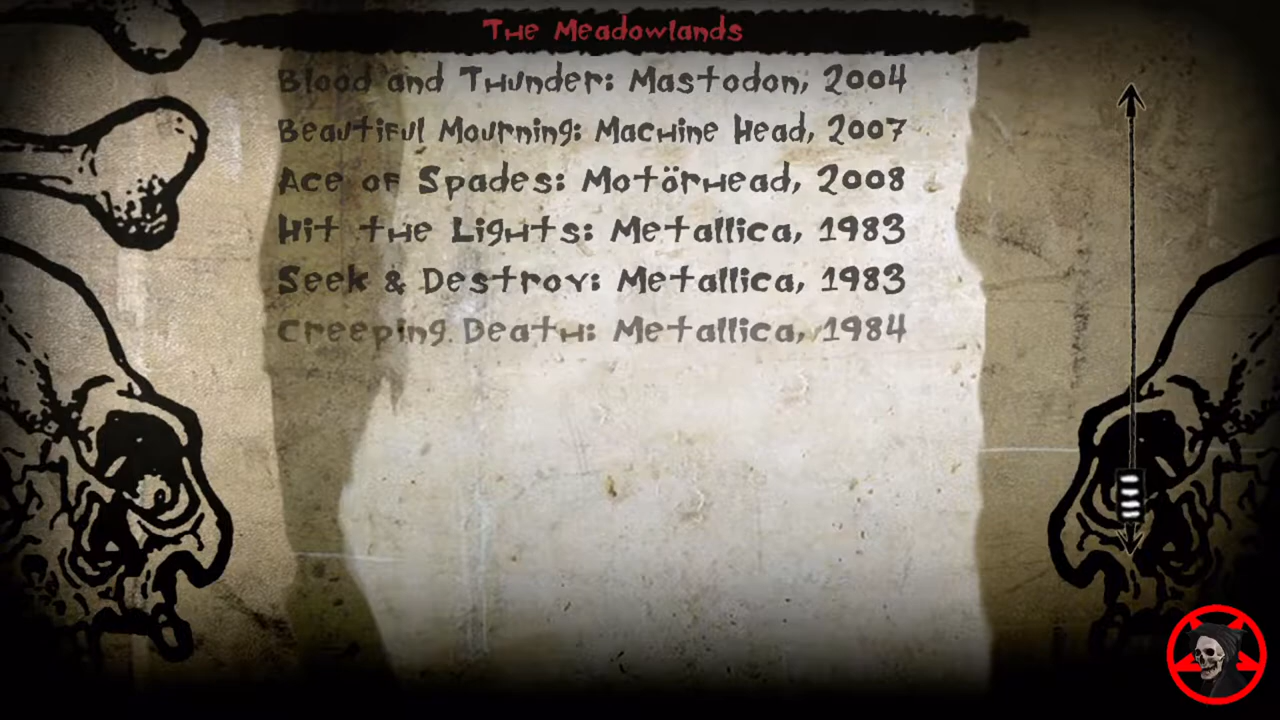 The Meadowlands
Blood and Thunder: Mastodon, 2004
Beautiful Mourning: Machine Head, 2007
Ace of Spades: Motörhead, 2008
Hit the Lights: Metallica, 1983
Seek & Destroy: Metallica, 1983
Creeping Death: Metallica, 1984